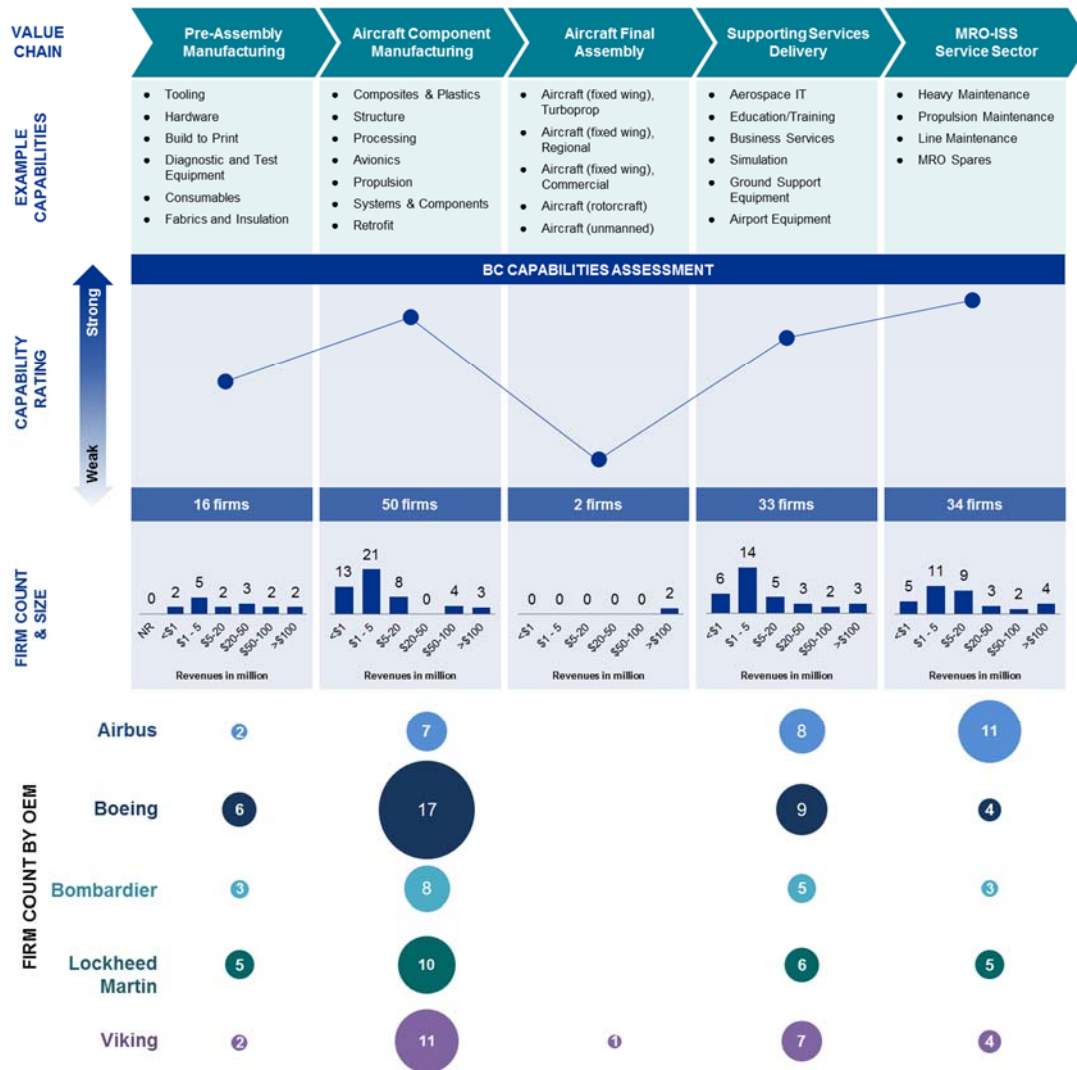 VALUE
CHAIN
Pre-Assembly
Manufacturing
Aircraft Component
Manufacturing
Aircraft Final
Assembly
Supporting Services
Delivery
MRO-ISS
Service Sector
EXAMPLE
CAPABILITIES
• Tooling
• Hardware
• Build to Print
• Diagnostic and Test
Equipment
• Consumables
• Fabrics and Insulation
• Composites & Plastics
• Structure
• Processing
• Avionics
• Propulsion
• Systems & Components
• Retrofit
• Aircraft (fixed wing),
Turboprop
• Aircraft (fixed wing),
Regional
• Aircraft (fixed wing),
Commercial
• Aircraft (rotorcraft)
• Aircraft (unmanned)
• Aerospace IT
• Education/Training
• Business Services
• Simulation
• Ground Support
Equipment
• Airport Equipment
• Heavy Maintenance
• Propulsion Maintenance
• Line Maintenance
• MRO Spares
BC CAPABILITIES ASSESSMENT
CAPABILITY
RATING
Strong
Weak
16 firms
50 firms
2 firms
33 firms
34 firms
FIRM COUNT
& SIZE
0 2 5 2 3 2 2
NR <$1 $1 - 5 $5-20 $20-50 $50-100 >$100
Revenues in million
13 21 8 0 4 3
<$1 $1 - 5 $5-20 $20-50 $50-100 >$100
Revenues in million
0 0 0 0 0 2
<$1 $1 - 5 $5-20 $20-50 $50-100 >$100
Revenues in million
6 14 5 3 2 3
<$1 $1 - 5 $5-20 $20-50 $50-100 >$100
Revenues in million
5 11 9 3 2 4
<$1 $1 - 5 $5-20 $20-50 $50-100 >$100
Revenues in million
FIRM COUNT BY OEM
Airbus 2 7 8 11
Boeing 6 17 9 4
Bombardier 3 8 5 3
Lockheed
Martin 5 10 6 5
Viking 2 11 1 7 4